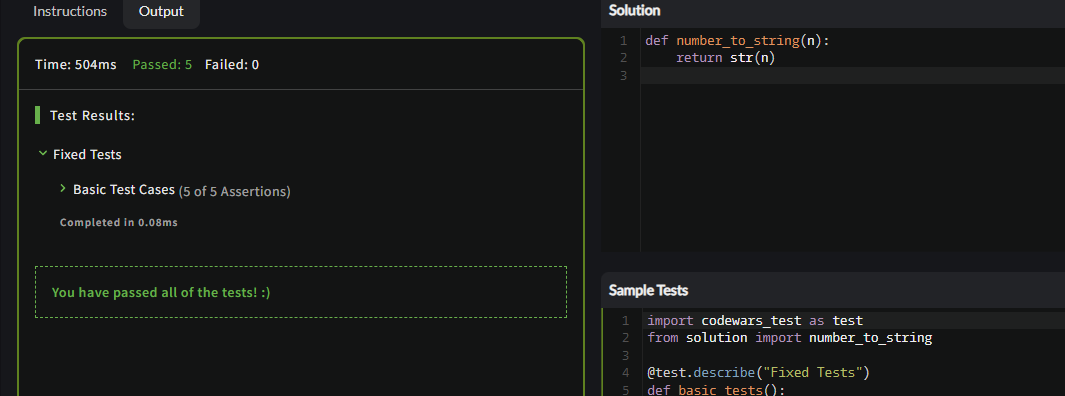 Instructions
Output
Time: 504ms Passed: 5 Failed: 0
Test Results:
Fixed Tests
Basic Test Cases (5 of 5 Assertions)
Completed in 0.08ms
You have passed all of the tests! :)
Solution
1 def number_to_string(n):
2     return str(n)
3
Sample Tests
1 import codewars_test as test
2 from solution import number_to_string
3
4 @test.describe("Fixed Tests")
5 def basic_tests():